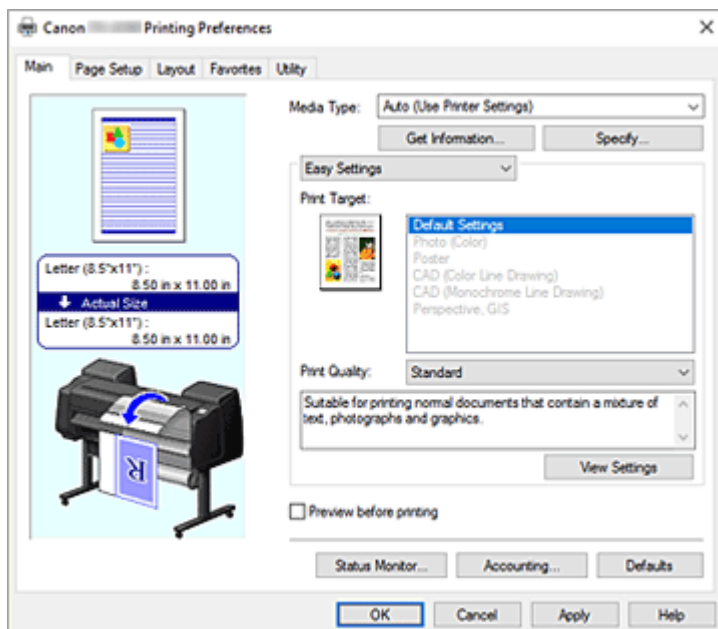 Canon Printing Preferences
Main Page Setup Layout Favorites Utility
Media Type: Auto (Use Printer Settings)
Get Information... Specify...
Easy Settings
Print Target:
Default Settings
Photo (Color)
Poster
CAD (Color Line Drawing)
CAD (Monochrome Line Drawing)
Perspective, GIS
Letter (8.5"x11") :
8.50 in x 11.00 in
Actual Size
Letter (8.5"x11") :
8.50 in x 11.00 in
R
Print Quality: Standard
Suitable for printing normal documents that contain a mixture of
text, photographs and graphics.
View Settings
Preview before printing
Status Monitor... Accounting... Defaults
OK Cancel Apply Help